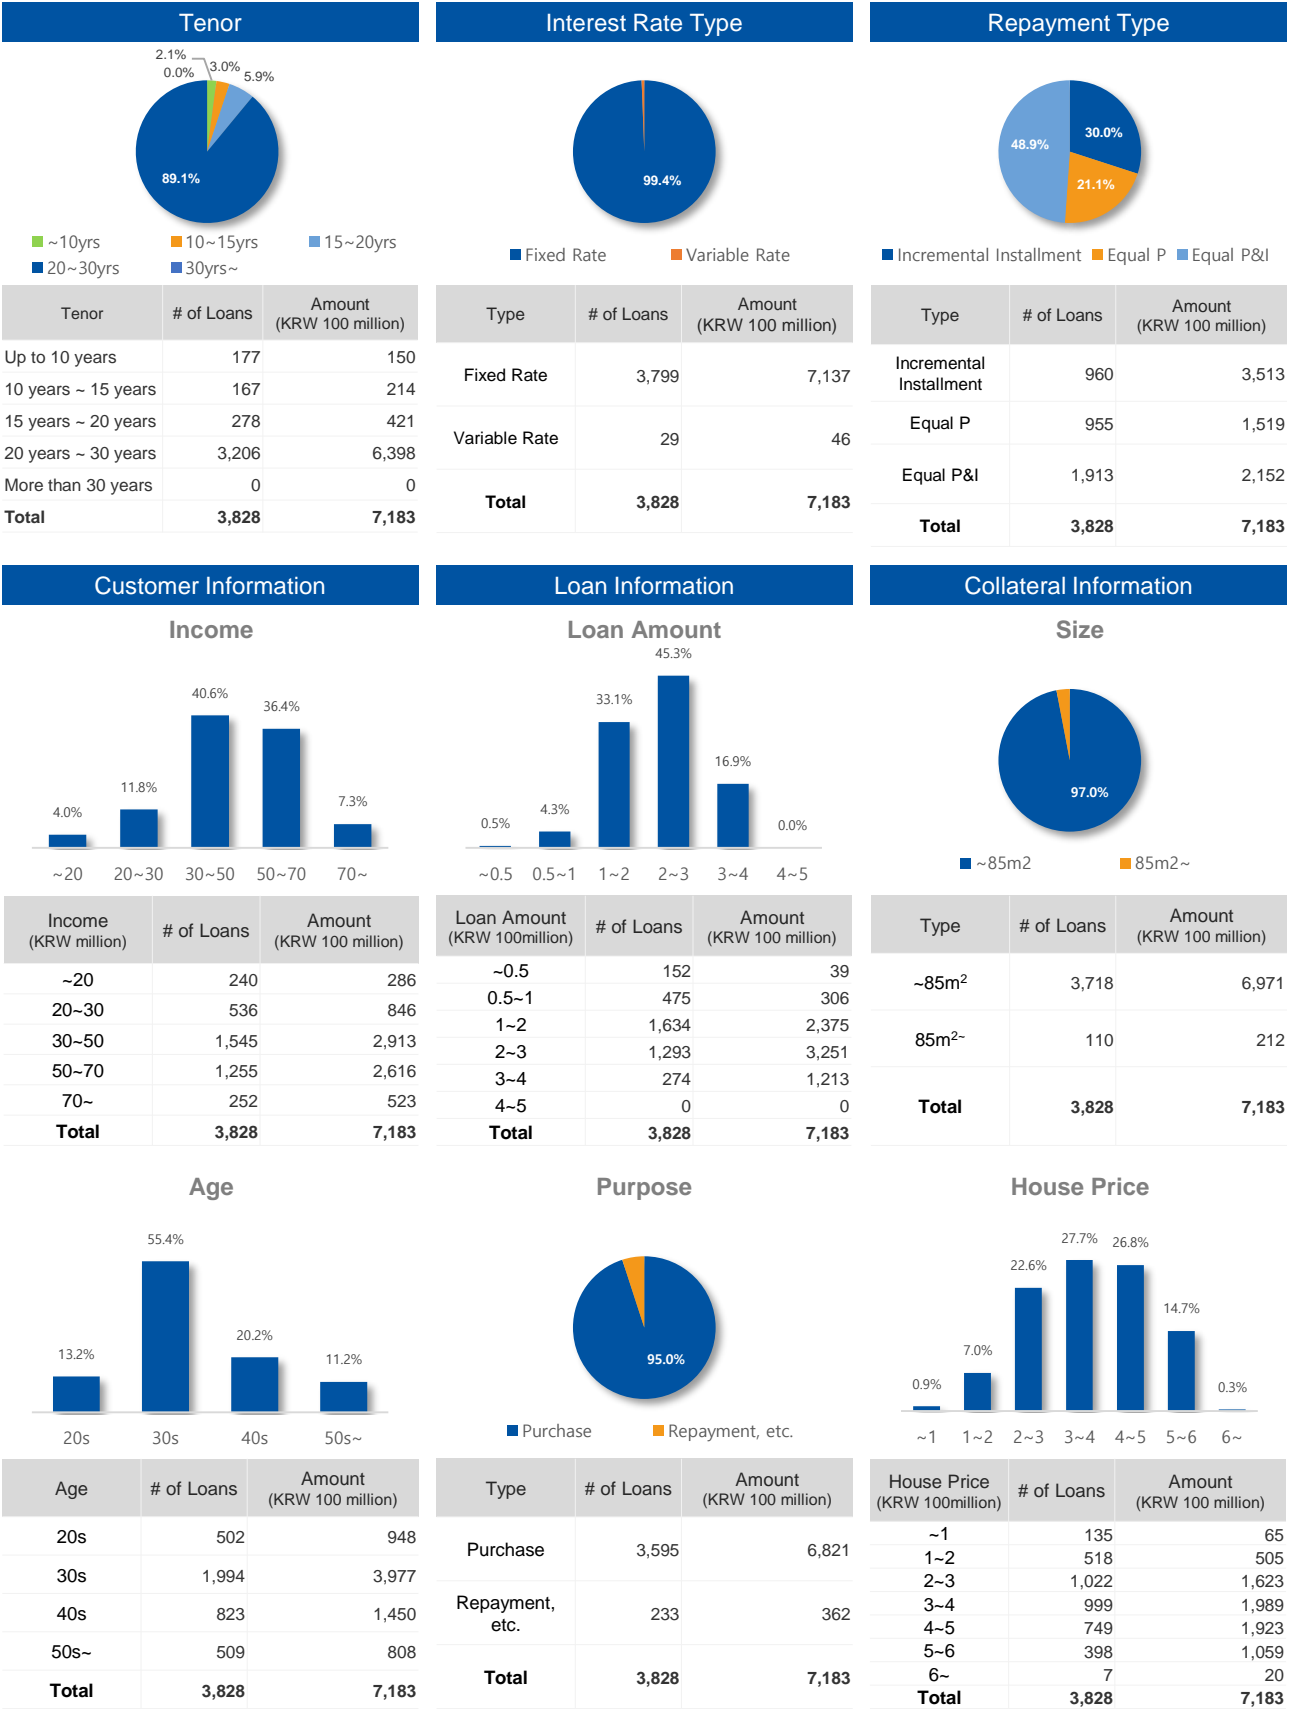 Tenor
2.1%
0.0%
3.0%
5.9%
89.1%
~10yrs 10~15yrs 15~20yrs
20~30yrs 30yrs~
Tenor # of Loans Amount
(KRW 100 million)
Up to 10 years 177 150
10 years ~ 15 years 167 214
15 years ~ 20 years 278 421
20 years ~ 30 years 3,206 6,398
More than 30 years 0 0
Total 3,828 7,183
Interest Rate Type
99.4%
Fixed Rate Variable Rate
Type # of Loans Amount
(KRW 100 million)
Fixed Rate 3,799 7,137
Variable Rate 29 46
Total 3,828 7,183
Repayment Type
30.0%
48.9%
21.1%
Incremental Installment Equal P Equal P&I
Type # of Loans Amount
(KRW 100 million)
Incremental
Installment 960 3,513
Equal P 955 1,519
Equal P&I 1,913 2,152
Total 3,828 7,183
Customer Information
Income
4.0% 11.8% 40.6% 36.4% 7.3%
~20 20~30 30~50 50~70 70~
Income
(KRW million) # of Loans Amount
(KRW 100 million)
~20 240 286
20~30 536 846
30~50 1,545 2,913
50~70 1,255 2,616
70~ 252 523
Total 3,828 7,183
Loan Information
Loan Amount
0.5% 4.3% 33.1% 45.3% 16.9% 0.0%
~0.5 0.5~1 1~2 2~3 3~4 4~5
Loan Amount
(KRW 100million) # of Loans Amount
(KRW 100 million)
~0.5 152 39
0.5~1 475 306
1~2 1,634 2,375
2~3 1,293 3,251
3~4 274 1,213
4~5 0 0
Total 3,828 7,183
Collateral Information
Size
97.0%
~85m2 85m2~
Type # of Loans Amount
(KRW 100 million)
~85m² 3,718 6,971
85m²~ 110 212
Total 3,828 7,183
Age
13.2% 55.4% 20.2% 11.2%
20s 30s 40s 50s~
Age # of Loans Amount
(KRW 100 million)
20s 502 948
30s 1,994 3,977
40s 823 1,450
50s~ 509 808
Total 3,828 7,183
Purpose
95.0%
Purchase Repayment, etc.
Type # of Loans Amount
(KRW 100 million)
Purchase 3,595 6,821
Repayment,
etc. 233 362
Total 3,828 7,183
House Price
0.9% 7.0% 22.6% 27.7% 26.8% 14.7% 0.3%
~1 1~2 2~3 3~4 4~5 5~6 6~
House Price
(KRW 100million) # of Loans Amount
(KRW 100 million)
~1 135 65
1~2 518 505
2~3 1,022 1,623
3~4 999 1,989
4~5 749 1,923
5~6 398 1,059
6~ 7 20
Total 3,828 7,183